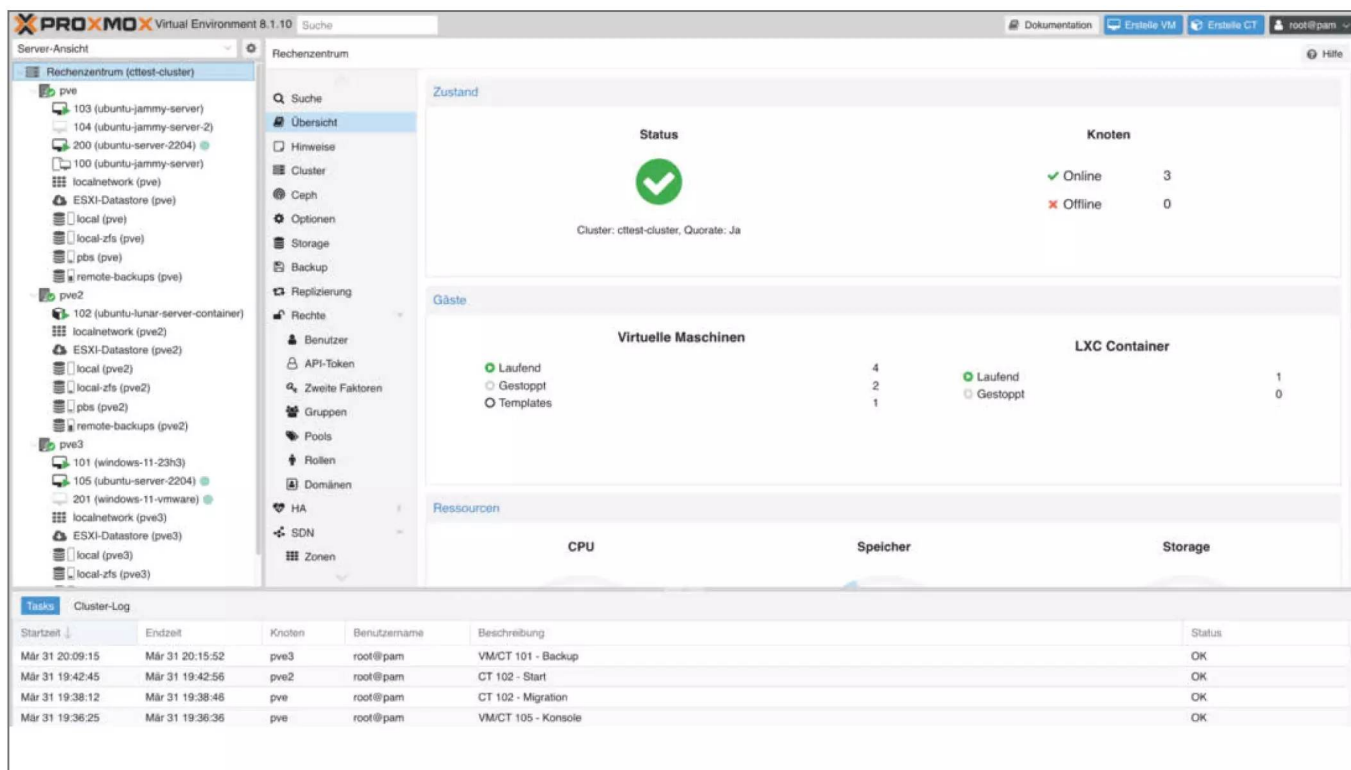 PROXMOX Virtual Environment 8.1.10 Suche
Dokumentation Erstelle VM Erstelle CT root@pam
Server-Ansicht
Rechenzentrum (cttest-cluster)
pve
103 (ubuntu-jammy-server)
104 (ubuntu-jammy-server-2)
200 (ubuntu-server-2204)
100 (ubuntu-jammy-server)
localnetwork (pve)
ESXI-Datastore (pve)
local (pve)
local-zfs (pve)
pbs (pve)
remote-backups (pve)
pve2
102 (ubuntu-lunar-server-container)
localnetwork (pve2)
ESXI-Datastore (pve2)
local (pve2)
local-zfs (pve2)
pbs (pve2)
remote-backups (pve2)
pve3
101 (windows-11-23h3)
105 (ubuntu-server-2204)
201 (windows-11-vmware)
localnetwork (pve3)
ESXI-Datastore (pve3)
local (pve3)
local-zfs (pve3)
Rechenzentrum
Hilfe
Suche
Übersicht
Hinweise
Cluster
Ceph
Optionen
Storage
Backup
Replizierung
Rechte
Benutzer
API-Token
Zweite Faktoren
Gruppen
Pools
Rollen
Domänen
HA
SDN
Zonen
Zustand
Status
Cluster: cttest-cluster, Quorate: Ja
Knoten
Online 3
Offline 0
Gäste
Virtuelle Maschinen
Laufend 4
Gestoppt 2
Templates 1
LXC Container
Laufend 1
Gestoppt 0
Ressourcen
CPU Speicher Storage
Tasks Cluster-Log
Startzeit Endzeit Knoten Benutzername Beschreibung Status
Mär 31 20:09:15 Mär 31 20:15:52 pve3 root@pam VM/CT 101 - Backup OK
Mär 31 19:42:45 Mär 31 19:42:56 pve2 root@pam CT 102 - Start OK
Mär 31 19:38:12 Mär 31 19:38:46 pve root@pam CT 102 - Migration OK
Mär 31 19:36:25 Mär 31 19:36:36 pve root@pam VM/CT 105 - Konsole OK